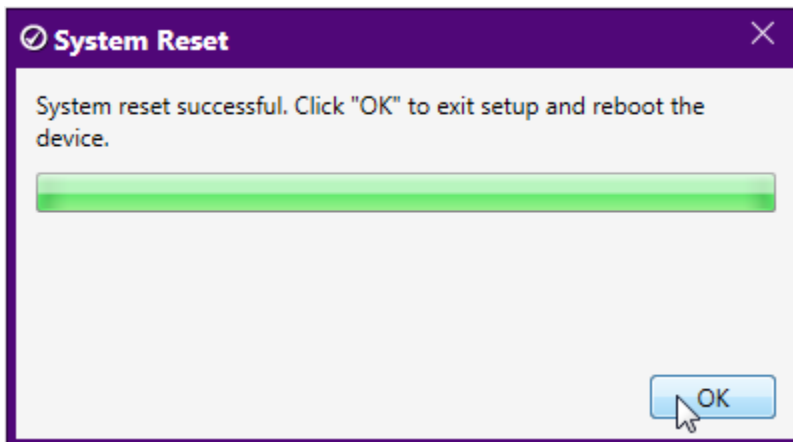 System Reset
System reset successful. Click "OK" to exit setup and reboot the
device.
OK